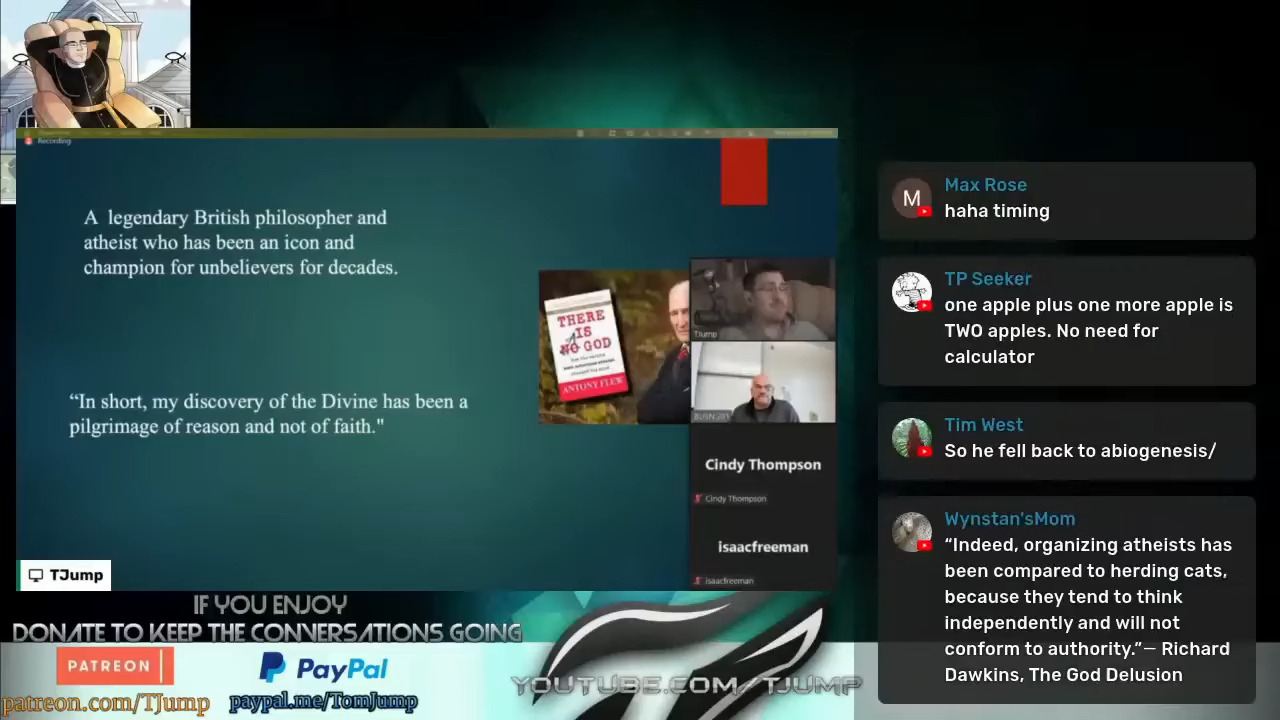 Recording
A legendary British philosopher and
atheist who has been an icon and
champion for unbelievers for decades.
“In short, my discovery of the Divine has been a
pilgrimage of reason and not of faith."
THERE
IS
NO GOD
ANTONY FLEW
TJump
Cindy Thompson
Cindy Thompson
isaacfreeman
isaacfreeman
TJump
IF YOU ENJOY
DONATE TO KEEP THE CONVERSATIONS GOING
PATREON
PayPal
patreon.com/TJump
paypal.me/TomJump
YOUTUBE.COM/TJUMP
M
Max Rose
haha timing
TP Seeker
one apple plus one more apple is
TWO apples. No need for
calculator
Tim West
So he fell back to abiogenesis/
Wynstan'sMom
“Indeed, organizing atheists has
been compared to herding cats,
because they tend to think
independently and will not
conform to authority.”― Richard
Dawkins, The God Delusion